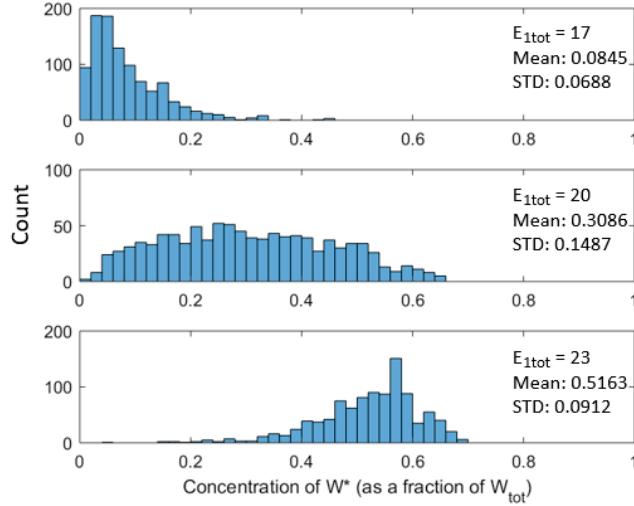 200
100
0
0
0.2
0.4
0.6
0.8
1
E1tot = 17
Mean: 0.0845
STD: 0.0688
Count
100
50
0
0
0.2
0.4
0.6
0.8
1
E1tot = 20
Mean: 0.3086
STD: 0.1487
200
100
0
0
0.2
0.4
0.6
0.8
1
E1tot = 23
Mean: 0.5163
STD: 0.0912
Concentration of W* (as a fraction of Wtot)